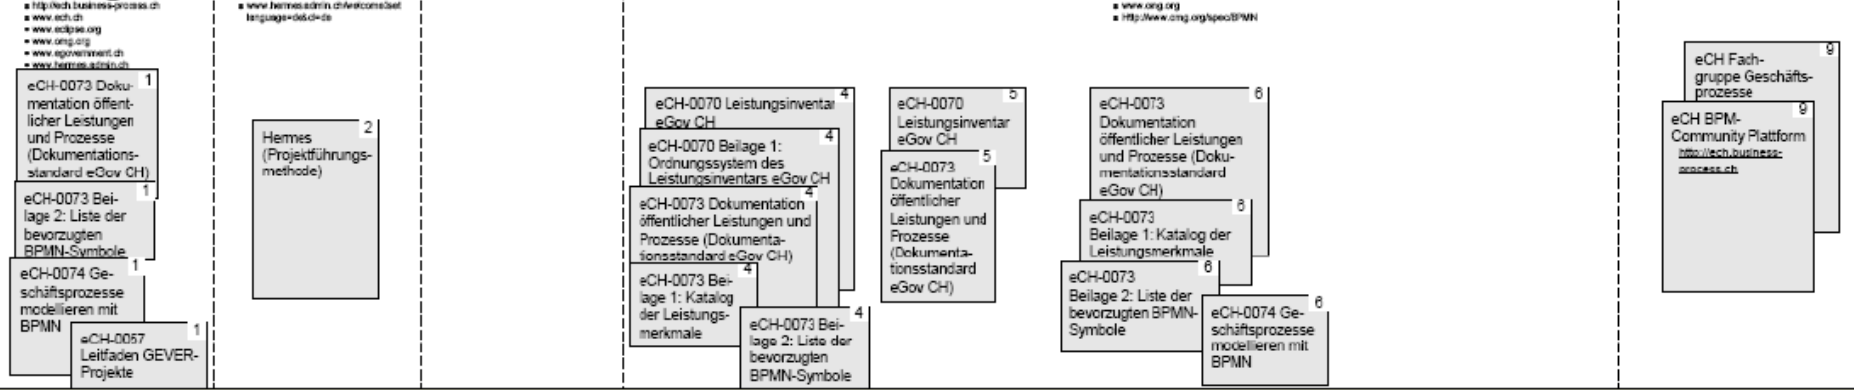 http://ech.business-process.ch
www.ech.ch
www.eclipse.org
www.omg.org
www.egovernment.ch
www.hermes.admin.ch
1
eCH-0073 Doku-
mentation öffent-
licher Leistungen
und Prozesse
(Dokumentations-
standard eGov CH)
1
eCH-0073 Bei-
lage 2: Liste der
bevorzugten
BPMN-Symbole
1
eCH-0074 Ge-
schäftsprozesse
modellieren mit
BPMN
1
eCH-0057
Leitfaden GEVER-
Projekte
language=de&cl=de
2
Hermes
(Projektführungs-
methode)
4
eCH-0070 Leistungsinventar
eGov CH
4
eCH-0070 Beilage 1:
Ordnungssystem des
Leistungsinventars eGov CH
4
eCH-0073 Dokumentation
öffentlicher Leistungen und
Prozesse (Dokumenta-
tionsstandard eGov CH)
4
eCH-0073 Bei-
lage 1: Katalog
der Leistungs-
merkmale
4
eCH-0073 Bei-
lage 2: Liste der
bevorzugten
BPMN-Symbole
5
eCH-0070
Leistungsinventar
eGov CH
5
eCH-0073
Dokumentation
öffentlicher
Leistungen und
Prozesse
(Dokumenta-
tionsstandard
eGov CH)
www.omg.org
http://www.omg.org/spec/BPMN
6
eCH-0073
Dokumentation
öffentlicher Leistungen
und Prozesse (Doku-
mentationsstandard
eGov CH)
6
eCH-0073
Beilage 1: Katalog der
Leistungsmerkmale
6
eCH-0073
Beilage 2: Liste der
bevorzugten BPMN-
Symbole
6
eCH-0074 Ge-
schäftsprozesse
modellieren mit
BPMN
9
eCH Fach-
gruppe Geschäfts-
prozesse
9
eCH BPM-
Community Plattform
http://ech.business-
process.ch